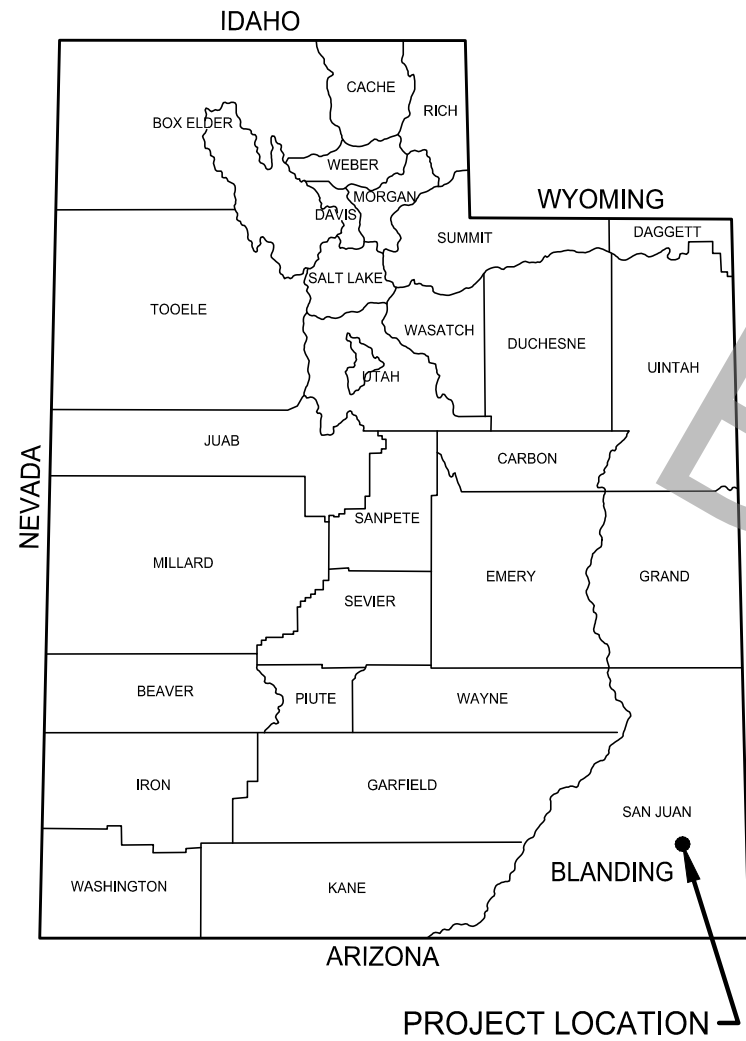 IDAHO
CACHE
RICH
BOX ELDER
WEBER
MORGAN
WYOMING
DAVIS
DAGGETT
SUMMIT
SALT LAKE
TOOELE
WASATCH
DUCHESNE
UINTAH
UTAH
JUAB
CARBON
NEVADA
SANPETE
MILLARD
EMERY
GRAND
SEVIER
BEAVER
PIUTE
WAYNE
IRON
GARFIELD
SAN JUAN
BLANDING
WASHINGTON
KANE
ARIZONA
PROJECT LOCATION